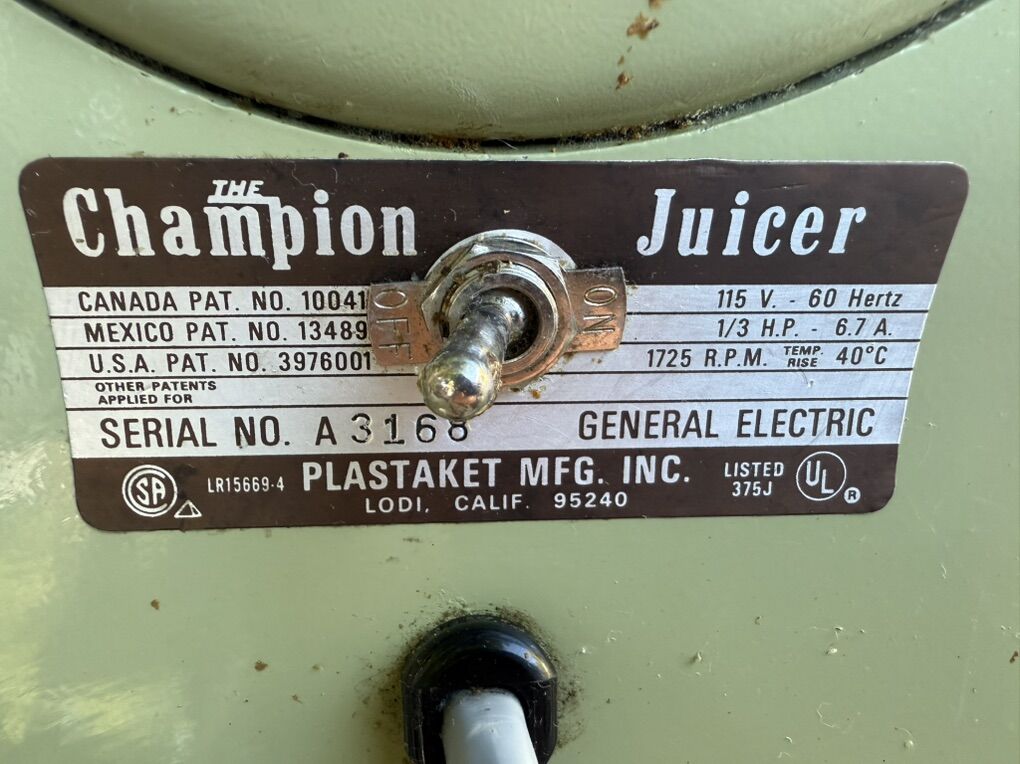 THE
Champion Juicer
CANADA PAT. NO. 10041
MEXICO PAT. NO. 13489
U.S.A. PAT. NO. 3976001
OTHER PATENTS
APPLIED FOR
OFF
ON
115 V. - 60 Hertz
1/3 H.P. - 6.7 A.
1725 R.P.M. TEMP. RISE 40°C
SERIAL NO. A 3168 GENERAL ELECTRIC
SA LR15669-4 PLASTAKET MFG. INC. LISTED 375J UL ®
LODI, CALIF. 95240